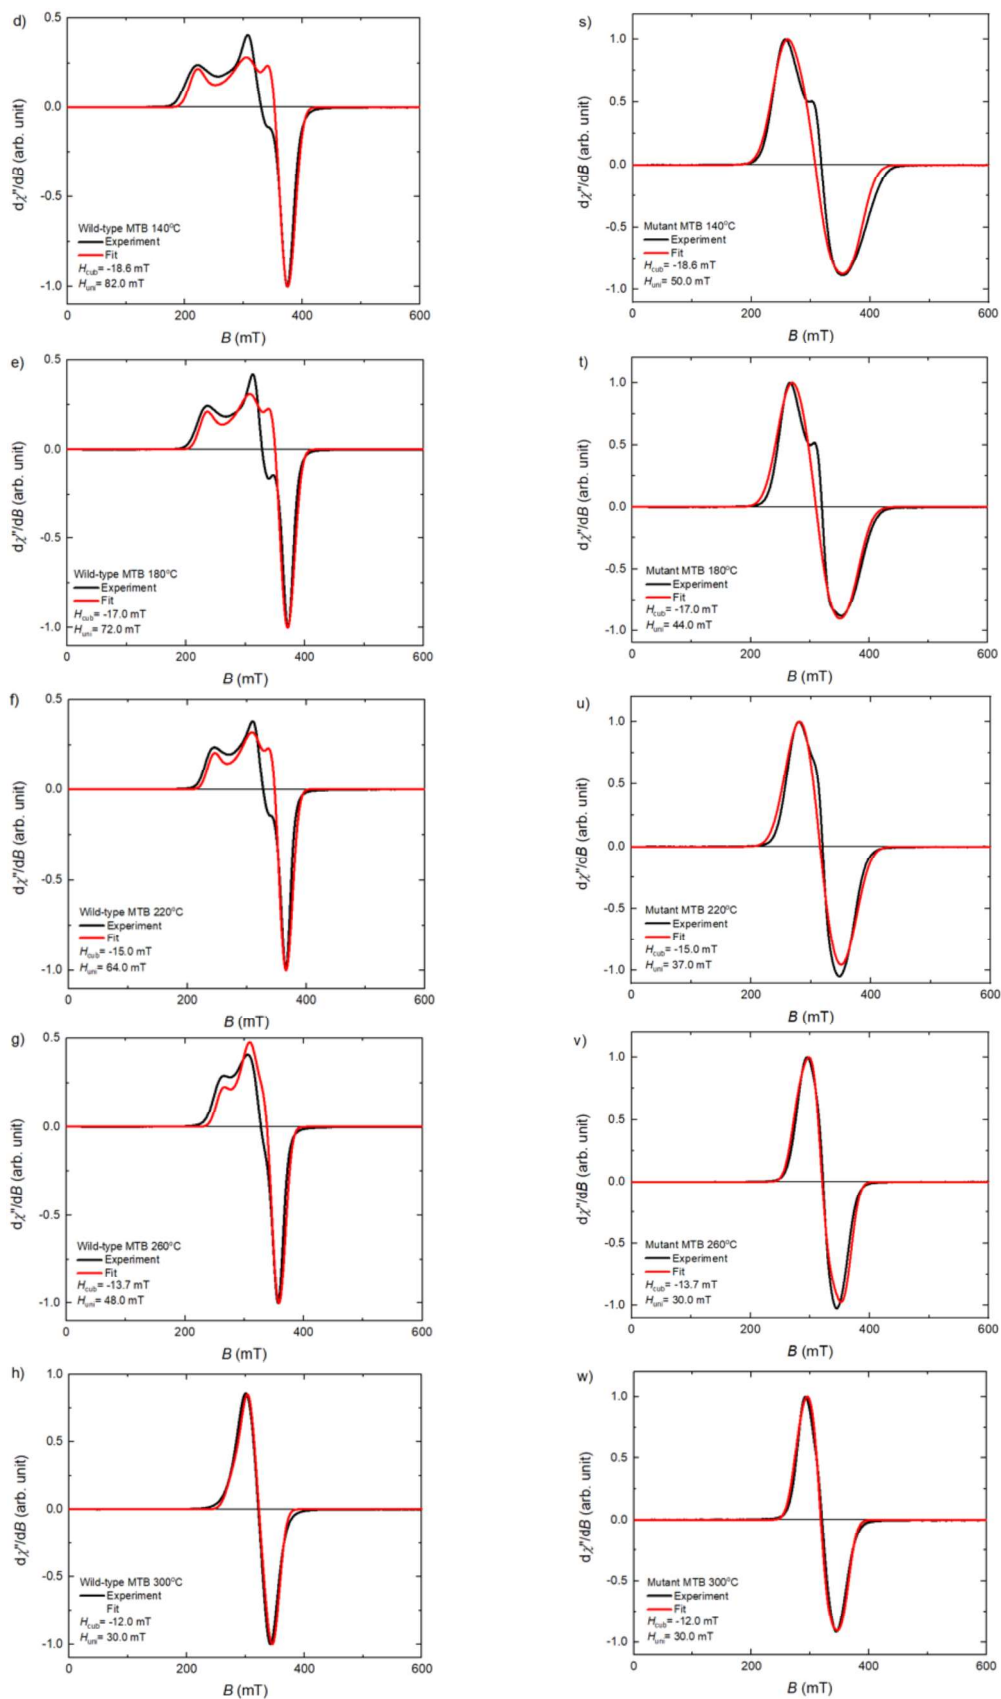 d)
0.5
0.0
-0.5
-1.0
dχ"/dB (arb. unit)
Wild-type MTB 140°C
Experiment
Fit
Hcub= -18.6 mT
Huni= 82.0 mT
0 200 400 600
B (mT)
s)
1.0
0.5
0.0
-0.5
-1.0
dχ"/dB (arb. unit)
Mutant MTB 140°C
Experiment
Fit
Hcub= -18.6 mT
Huni= 50.0 mT
0 200 400 600
B (mT)
e)
0.5
0.0
-0.5
-1.0
dχ"/dB (arb. unit)
Wild-type MTB 180°C
Experiment
Fit
Hcub= -17.0 mT
Huni= 72.0 mT
0 200 400 600
B (mT)
t)
1.0
0.5
0.0
-0.5
-1.0
dχ"/dB (arb. unit)
Mutant MTB 180°C
Experiment
Fit
Hcub= -17.0 mT
Huni= 44.0 mT
0 200 400 600
B (mT)
f)
0.5
0.0
-0.5
-1.0
dχ"/dB (arb. unit)
Wild-type MTB 220°C
Experiment
Fit
Hcub= -15.0 mT
Huni= 64.0 mT
0 200 400 600
B (mT)
u)
1.0
0.5
0.0
-0.5
-1.0
dχ"/dB (arb. unit)
Mutant MTB 220°C
Experiment
Fit
Hcub= -15.0 mT
Huni= 37.0 mT
0 200 400 600
B (mT)
g)
0.5
0.0
-0.5
-1.0
dχ"/dB (arb. unit)
Wild-type MTB 260°C
Experiment
Fit
Hcub= -13.7 mT
Huni= 48.0 mT
0 200 400 600
B (mT)
v)
1.0
0.5
0.0
-0.5
-1.0
dχ"/dB (arb. unit)
Mutant MTB 260°C
Experiment
Fit
Hcub= -13.7 mT
Huni= 30.0 mT
0 200 400 600
B (mT)
h)
1.0
0.5
0.0
-0.5
-1.0
dχ"/dB (arb. unit)
Wild-type MTB 300°C
Experiment
Fit
Hcub= -12.0 mT
Huni= 30.0 mT
0 200 400 600
B (mT)
w)
1.0
0.5
0.0
-0.5
-1.0
dχ"/dB (arb. unit)
Mutant MTB 300°C
Experiment
Fit
Hcub= -12.0 mT
Huni= 30.0 mT
0 200 400 600
B (mT)